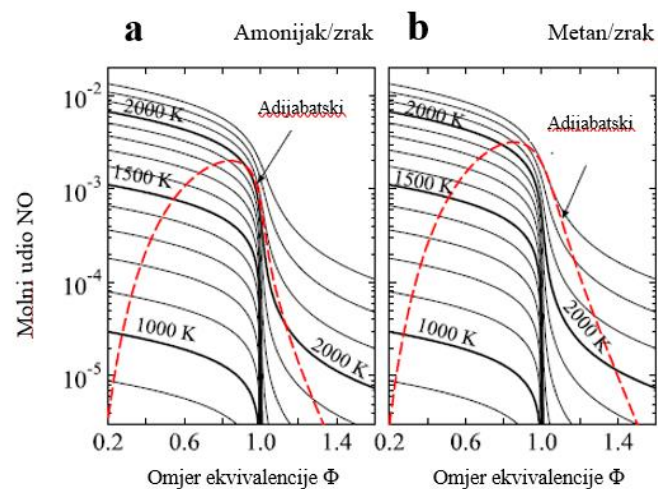 a Amonijak/zrak
b Metan/zrak
Molni udio NO
10⁻²
10⁻³
10⁻⁴
10⁻⁵
2000 K
1500 K
1000 K
2000 K
Adijabatski
0.2 0.6 1.0 1.4
Omjer ekvivalencije Φ
2000 K
1500 K
1000 K
2000 K
Adijabatski
0.2 0.6 1.0 1.4
Omjer ekvivalencije Φ